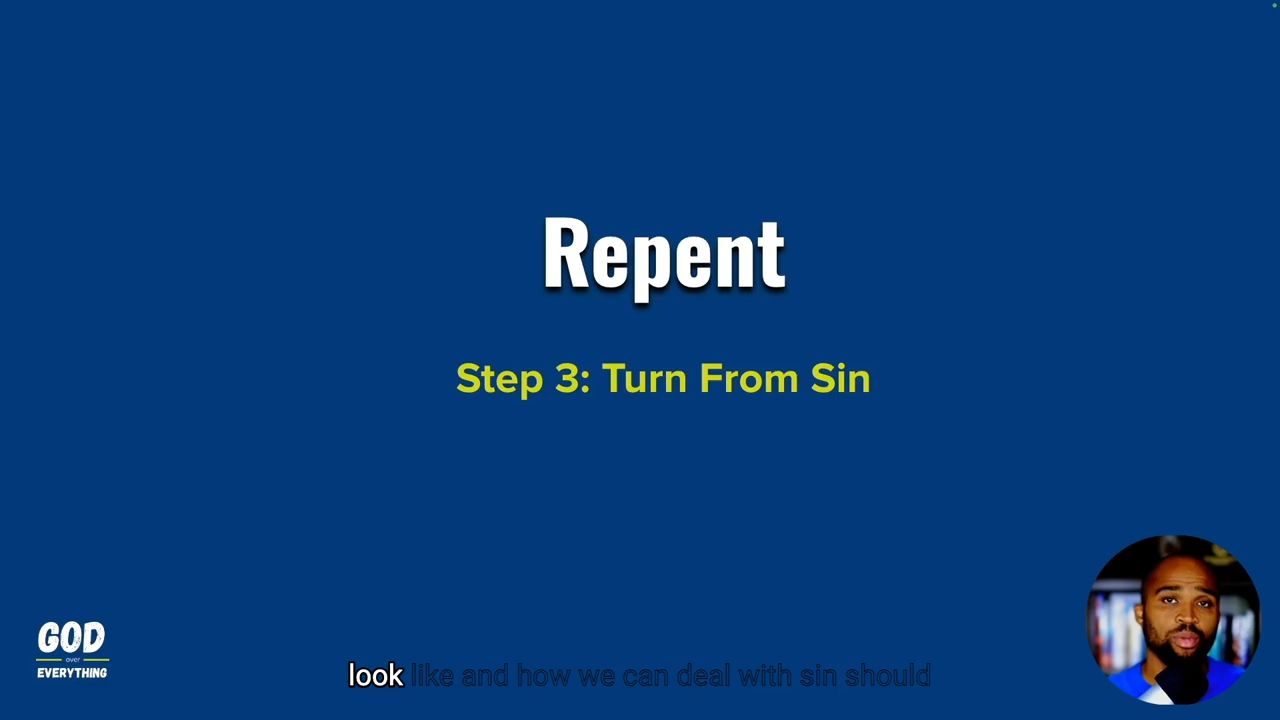 Repent
Step 3: Turn From Sin
GOD
over
EVERYTHING
look like and how we can deal with sin should